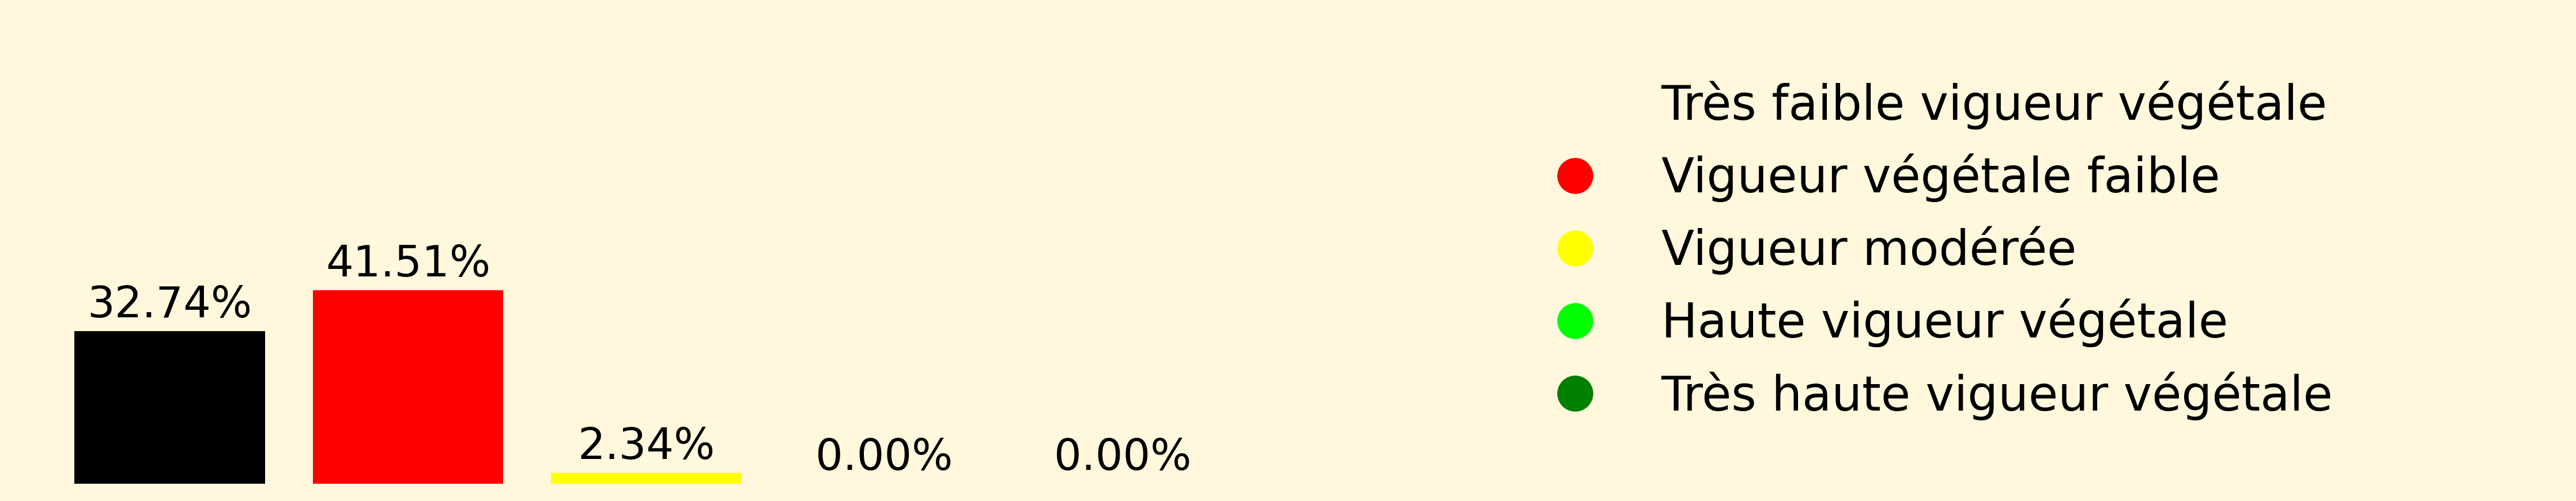 32.74%
41.51%
2.34%
0.00%
0.00%
Très faible vigueur végétale
Vigueur végétale faible
Vigueur modérée
Haute vigueur végétale
Très haute vigueur végétale